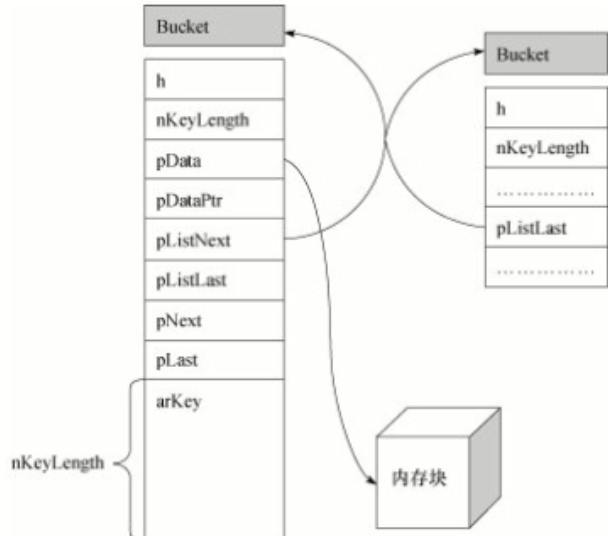 Bucket
h
nKeyLength
pData
pDataPtr
pListNext
pListLast
pNext
pLast
arKey
nKeyLength
Bucket
h
nKeyLength
……………
pListLast
……………
内存块